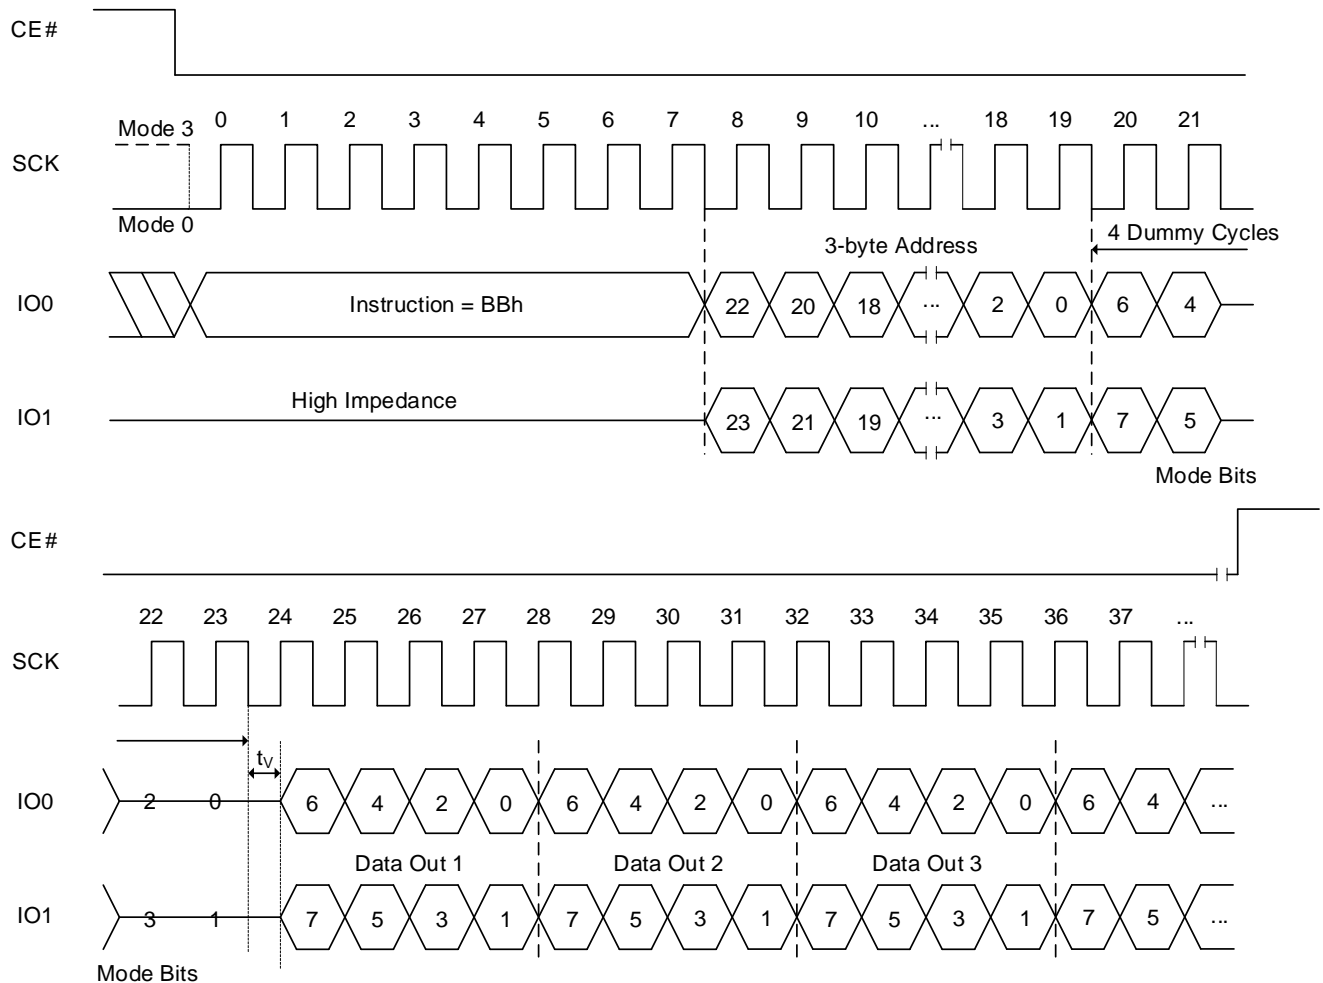 CE#
0 1 2 3 4 5 6 7 8 9 10 ... 18 19 20 21
Mode 3
SCK
Mode 0
3-byte Address
4 Dummy Cycles
IO0
Instruction = BBh
22 20 18 ... 2 0 6 4
High Impedance
IO1
23 21 19 ... 3 1 7 5
Mode Bits
CE#
22 23 24 25 26 27 28 29 30 31 32 33 34 35 36 37 ...
SCK
tV
IO0
2 0 6 4 2 0 6 4 2 0 6 4 2 0 6 4 ...
Data Out 1 Data Out 2 Data Out 3
IO1
3 1 7 5 3 1 7 5 3 1 7 5 3 1 7 5 ...
Mode Bits